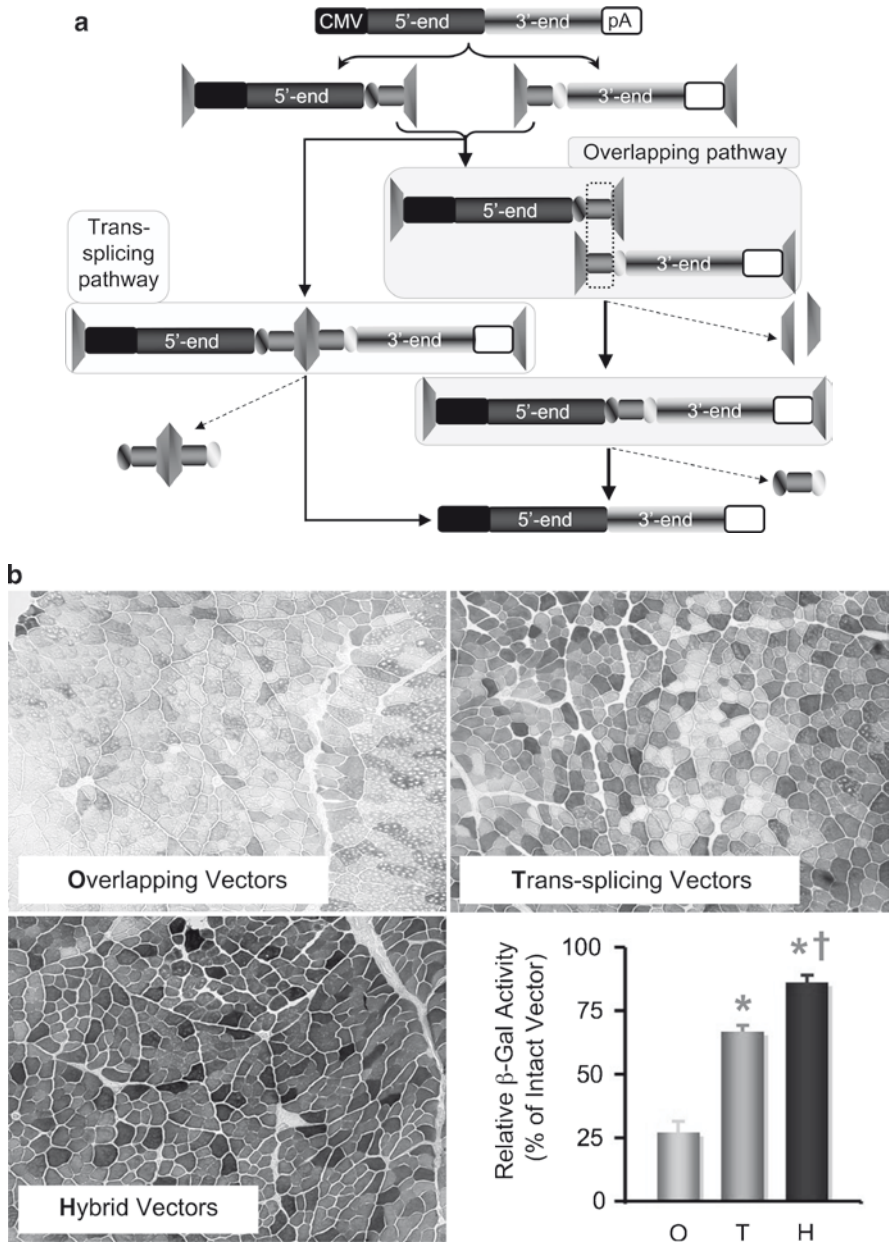 a
CMV 5'-end 3'-end pA
5'-end 3'-end
Overlapping pathway
5'-end
3'-end
Trans-
splicing
pathway
5'-end 3'-end
5'-end 3'-end
5'-end 3'-end
b
Overlapping Vectors
Trans-splicing Vectors
Hybrid Vectors
Relative β-Gal Activity
(% of Intact Vector)
100
75
50
25
0
*
*†
O T H